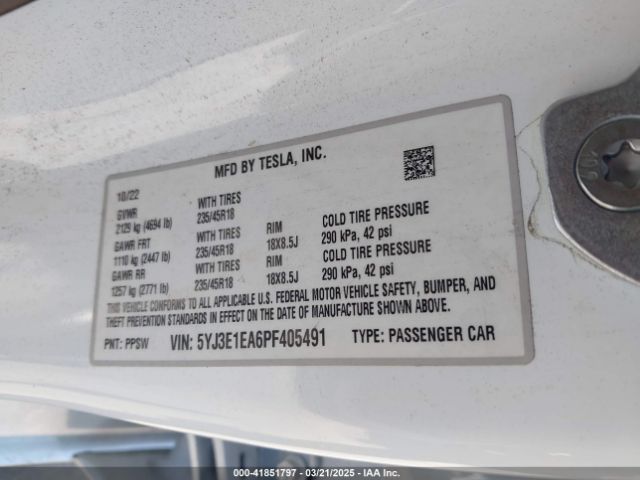 MFD BY TESLA, INC.
10/22
GVWR WITH TIRES
2129 kg (4694 lb) 235/45R18
GAWR FRT WITH TIRES RIM COLD TIRE PRESSURE
1110 kg (2447 lb) 235/45R18 18X8.5J 290 kPa, 42 psi
GAWR RR WITH TIRES RIM COLD TIRE PRESSURE
1257 kg (2771 lb) 235/45R18 18X8.5J 290 kPa, 42 psi
THIS VEHICLE CONFORMS TO ALL APPLICABLE U.S. FEDERAL MOTOR VEHICLE SAFETY, BUMPER, AND
THEFT PREVENTION STANDARDS IN EFFECT ON THE DATE OF MANUFACTURE SHOWN ABOVE.
PNT: PPSW VIN: 5YJ3E1EA6PF405491 TYPE: PASSENGER CAR
000-41851797 - 03/21/2025 - IAA Inc.